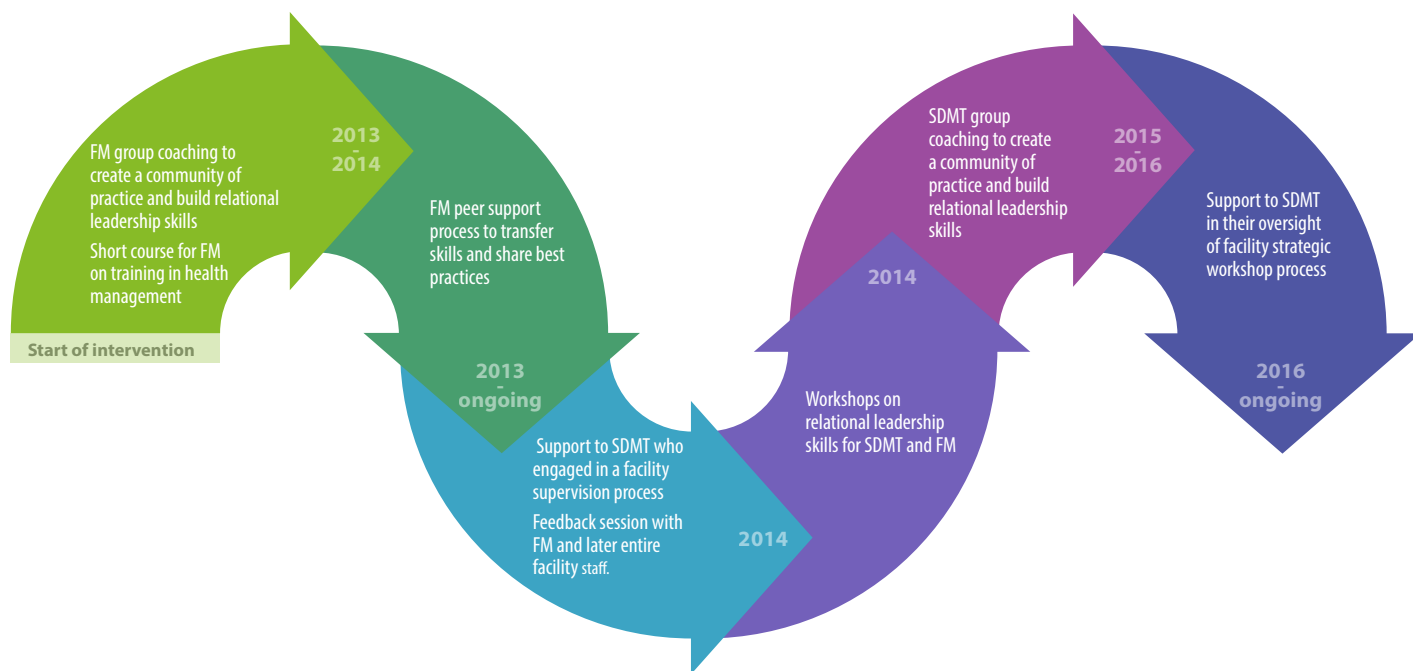 FM group coaching to
create a community of
practice and build relational
leadership skills
Short course for FM
on training in health
management
2013
-
2014
Start of intervention
FM peer support
process to transfer
skills and share best
practices
2013
-
ongoing
Support to SDMT who
engaged in a facility
supervision process
Feedback session with
FM and later entire
facility staff.
2014
Workshops on
relational leadership
skills for SDMT and FM
2014
SDMT group
coaching to create
a community of
practice and build
relational leadership
skills
2015
-
2016
Support to SDMT
in their oversight
of facility strategic
workshop process
2016
-
ongoing